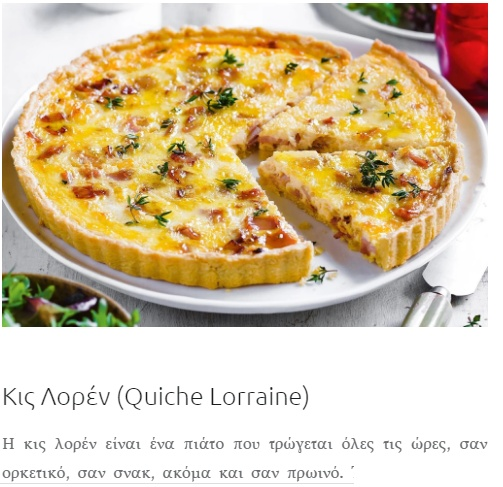 Κις Λορέν (Quiche Lorraine)
Η κις λορέν είναι ένα πιάτο που τρώγεται όλες τις ώρες, σαν
ορκετικό, σαν σνακ, ακόμα και σαν πρωινό. ΄